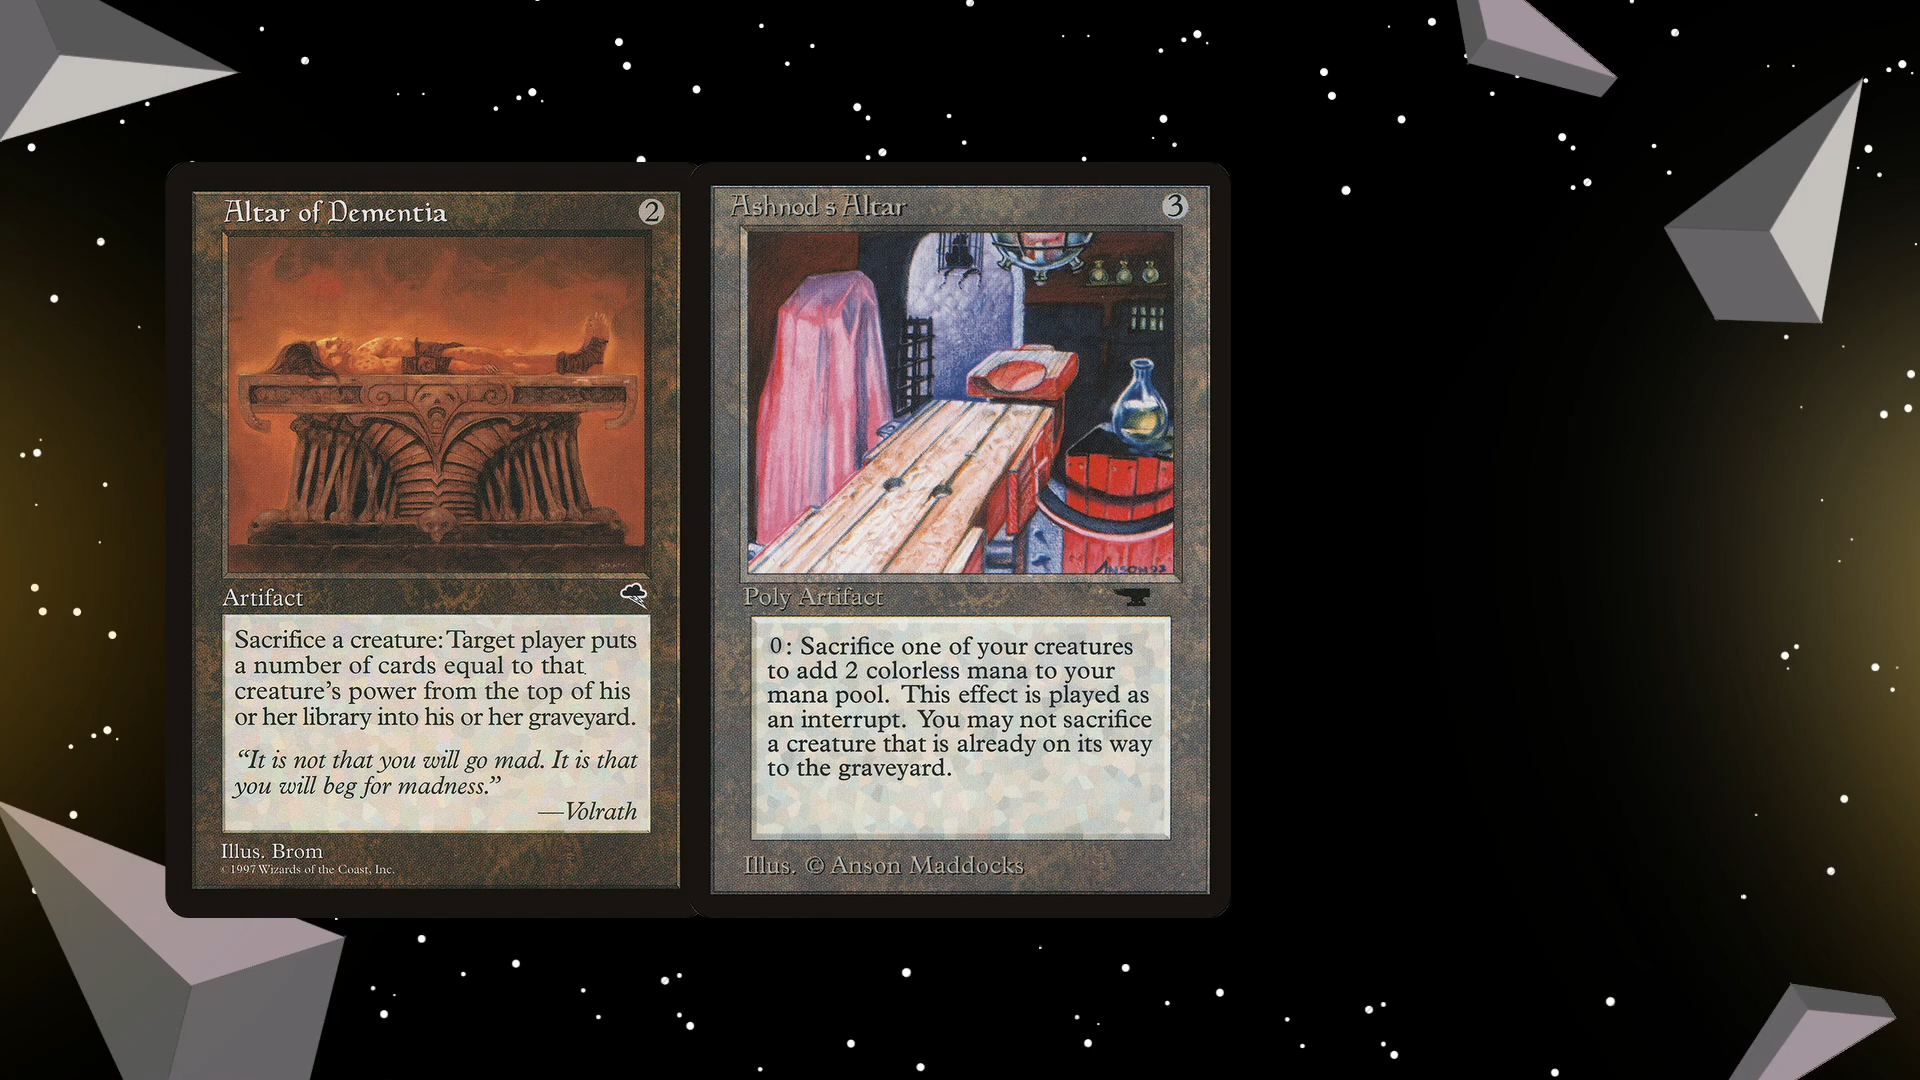 Altar of Dementia
2
Artifact
Sacrifice a creature: Target player puts
a number of cards equal to that
creature's power from the top of his
or her library into his or her graveyard.
“It is not that you will go mad. It is that
you will beg for madness.”
—Volrath
Illus. Brom
©1997 Wizards of the Coast, Inc.
Ashnod s Altar
3
ANSON93
Poly Artifact
0: Sacrifice one of your creatures
to add 2 colorless mana to your
mana pool. This effect is played as
an interrupt. You may not sacrifice
a creature that is already on its way
to the graveyard.
Illus. © Anson Maddocks